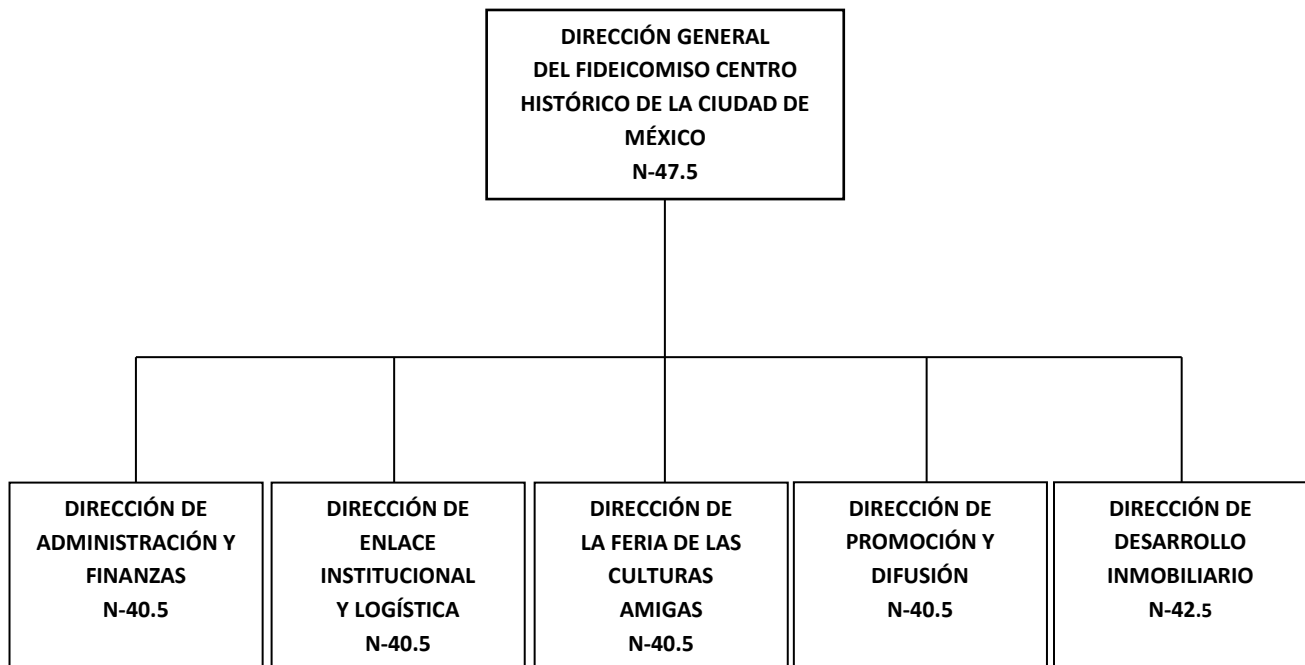 DIRECCIÓN GENERAL
DEL FIDEICOMISO CENTRO
HISTÓRICO DE LA CIUDAD DE
MÉXICO
N-47.5
DIRECCIÓN DE
ADMINISTRACIÓN Y
FINANZAS
N-40.5
DIRECCIÓN DE
ENLACE
INSTITUCIONAL
Y LOGÍSTICA
N-40.5
DIRECCIÓN DE
LA FERIA DE LAS
CULTURAS
AMIGAS
N-40.5
DIRECCIÓN DE
PROMOCIÓN Y
DIFUSIÓN
N-40.5
DIRECCIÓN DE
DESARROLLO
INMOBILIARIO
N-42.5